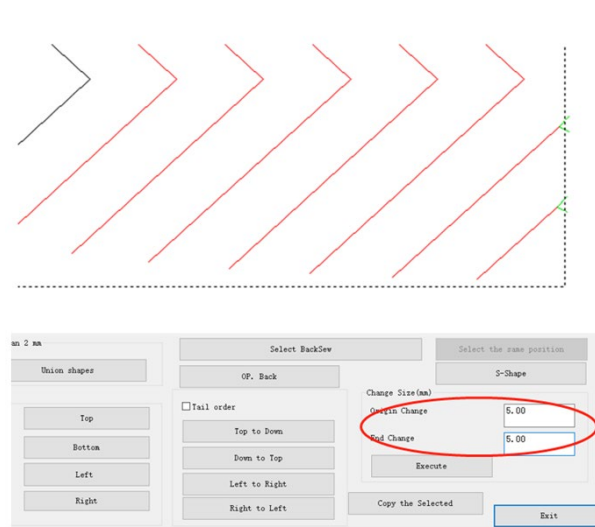 an 2 mm
Select BackSew
Select the same position
Union shapes
OP. Back
S-Shape
Change Size(mm)
Tail order
Origin Change
5.00
Top
Top to Down
End Change
5.00
Bottom
Down to Top
Execute
Left
Left to Right
Right
Right to Left
Copy the Selected
Exit